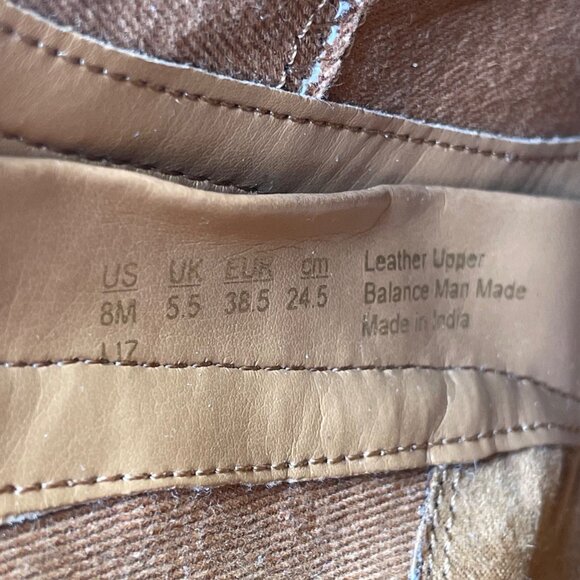 US UK EUR cm
8M 5.5 38.5 24.5
Leather Upper
Balance Man Made
Made in India